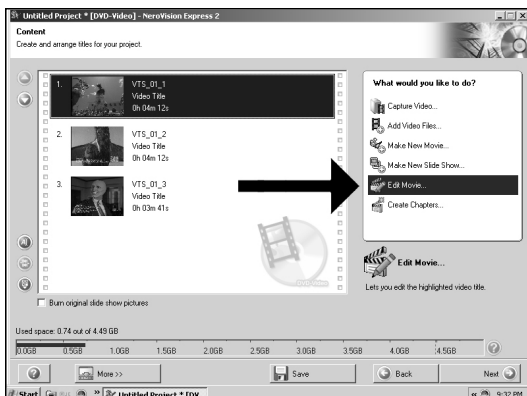 Untitled Project * [DVD-Video] - NeroVision Express 2
Content
Create and arrange titles for your project.
1.
VTS_01_1
Video Title
0h 04m 12s
2.
VTS_01_2
Video Title
0h 04m 12s
3.
VTS_01_3
Video Title
0h 03m 41s
DVD-Video
What would you like to do?
Capture Video...
Add Video Files...
Make New Movie...
Make New Slide Show...
Edit Movie...
Create Chapters...
Edit Movie...
Lets you edit the highlighted video title.
Burn original slide show pictures
Used space: 0.74 out of 4.49 GB
0.0GB 0.5GB 1.0GB 1.5GB 2.0GB 2.5GB 3.0GB 3.5GB 4.0GB 4.5GB
More >> Save Back Next
Start » Untitled Project * [DV... « 9:32 PM